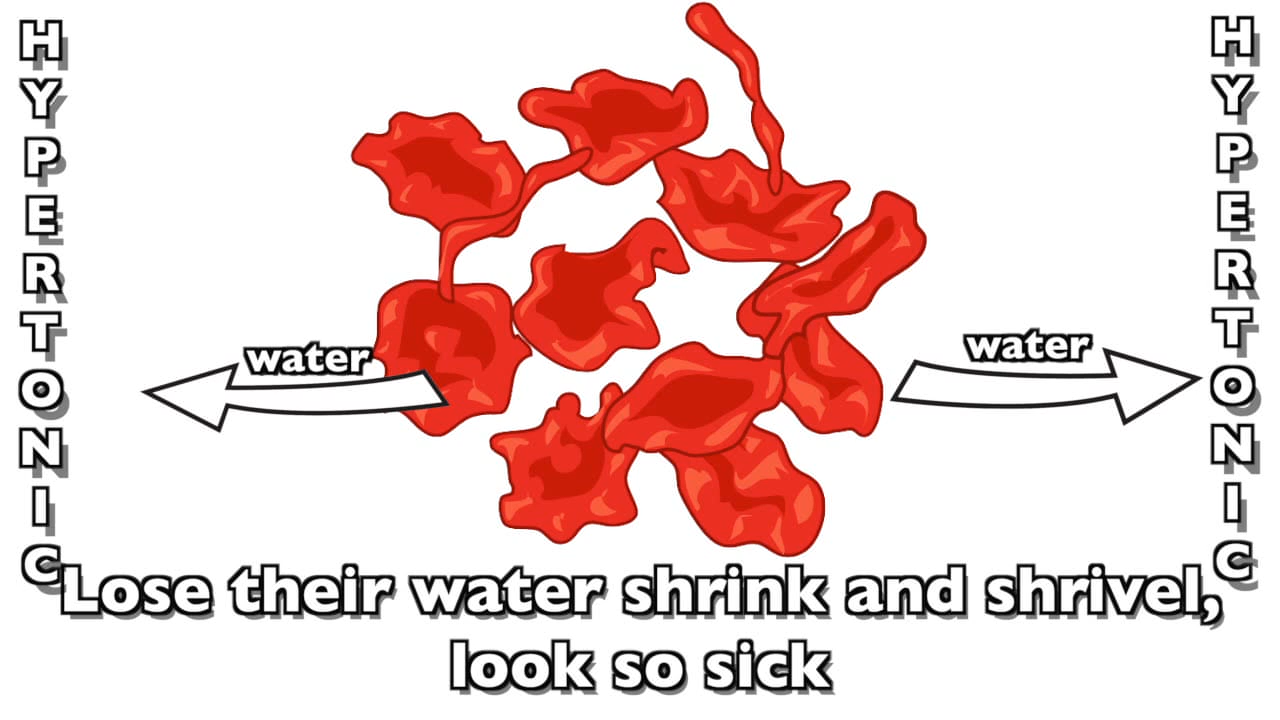 HYPERTONIC
HYPERTONIC
water
water
Lose their water shrink and shrivel,
look so sick